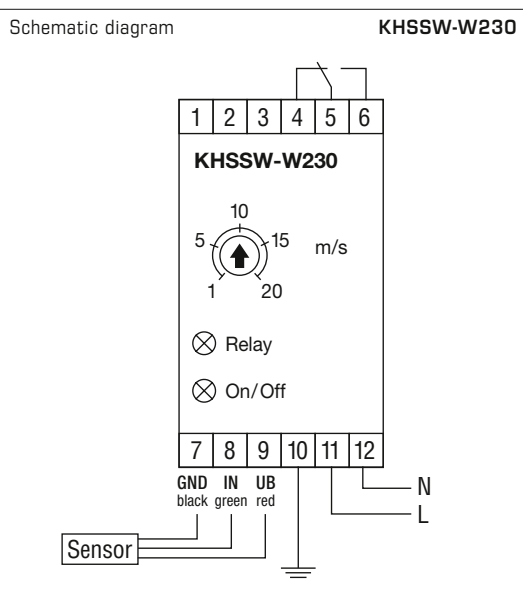 Schematic diagram KHSSW-W230
1 2 3 4 5 6
KHSSW-W230
10
5 15 m/s
1 20
Relay
On/Off
7 8 9 10 11 12
GND IN UB N
black green red
L
Sensor